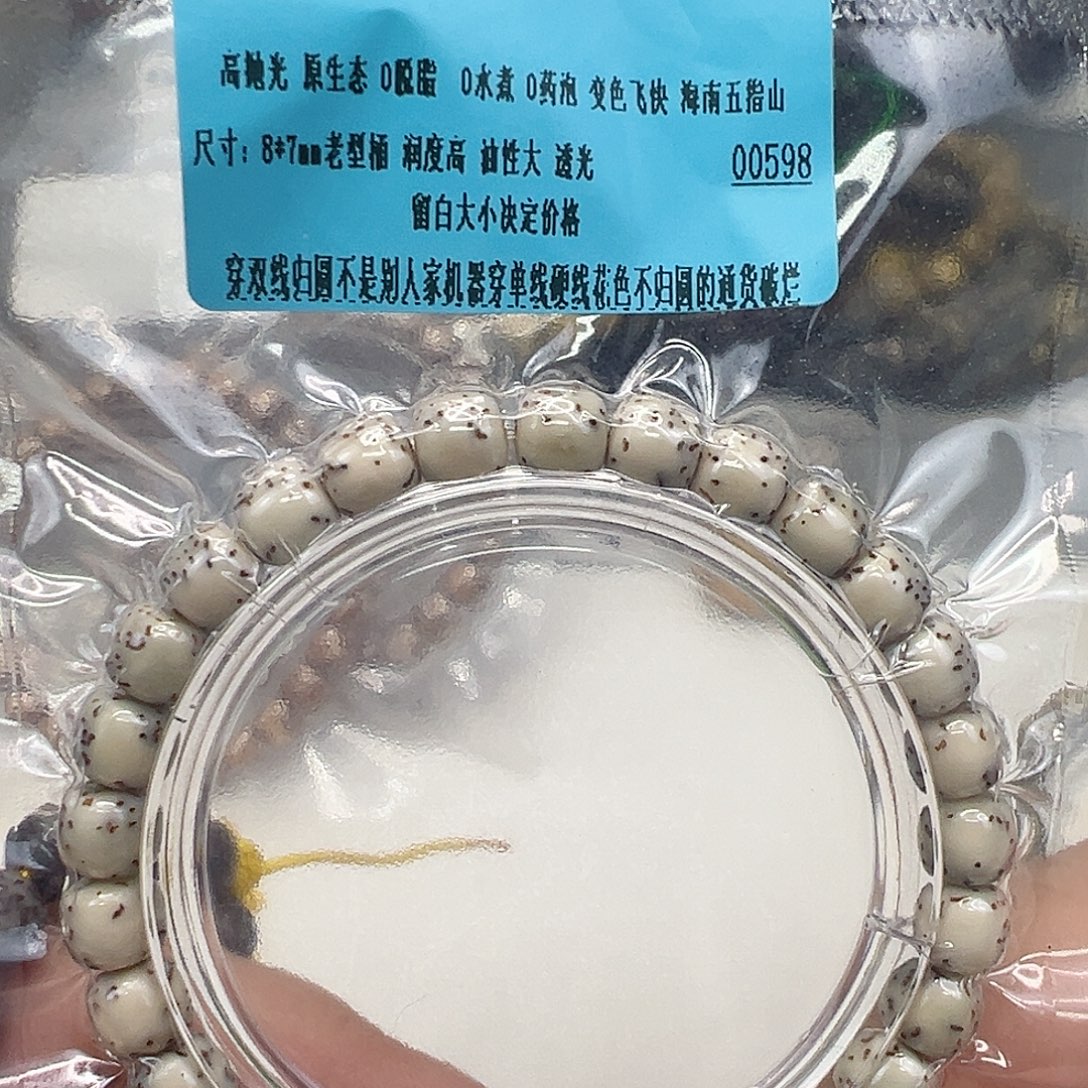 高抛光 原生态 0脱脂 0水煮 0药泡 变色飞快 海南五指山
尺寸：8*7mm老型桶 润度高 油性大 透光 00598
留白大小决定价格
穿双线归圆不是别人家机器穿单线硬线花色不归圆的通货破烂